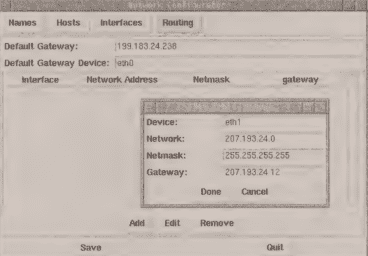 Network Configurator
Names Hosts Interfaces Routing
Default Gateway: 199.183.24.238
Default Gateway Device: eth0
Interface Network Address Netmask gateway
Device: eth1
Network: 207.193.24.0
Netmask: 255.255.255.255
Gateway: 207.193.24.12
Done Cancel
Add Edit Remove
Save Quit